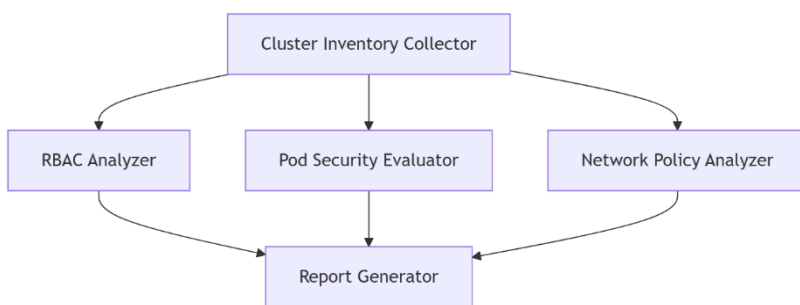 Cluster Inventory Collector
RBAC Analyzer
Pod Security Evaluator
Network Policy Analyzer
Report Generator